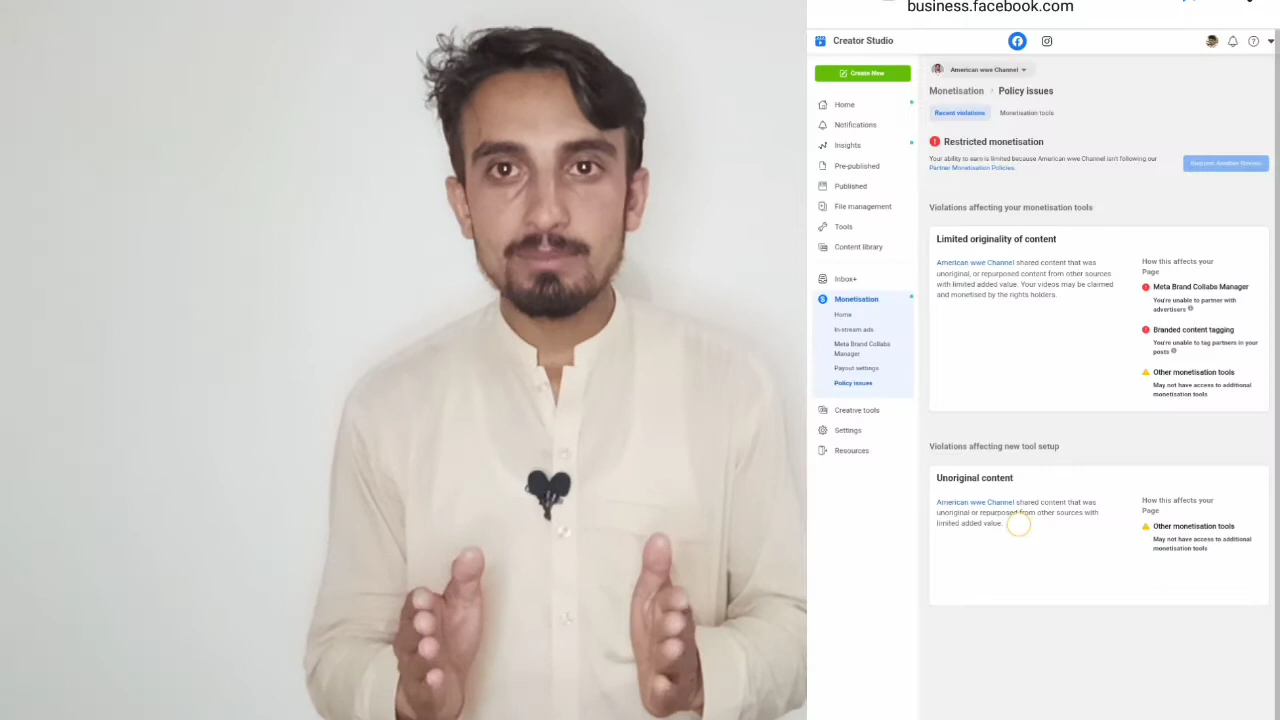 business.facebook.com
Creator Studio
Create New
Home
Notifications
Insights
Pre-published
Published
File management
Tools
Content library
Inbox+
Monetisation
Home
In-stream ads
Meta Brand Collabs
Manager
Payout settings
Policy issues
Creative tools
Settings
Resources
American wwe Channel
Monetisation > Policy issues
Recent violations Monetisation tools
Restricted monetisation
Your ability to earn is limited because American wwe Channel isn't following our
Partner Monetisation Policies.
Request Another Review
Violations affecting your monetisation tools
Limited originality of content
American wwe Channel shared content that was
unoriginal, or repurposed content from other sources
with limited added value. Your videos may be claimed
and monetised by the rights holders.
How this affects your
Page
Meta Brand Collabs Manager
You're unable to partner with
advertisers
Branded content tagging
You're unable to tag partners in your
posts
Other monetisation tools
May not have access to additional
monetisation tools
Violations affecting new tool setup
Unoriginal content
American wwe Channel shared content that was
unoriginal or repurposed from other sources with
limited added value.
How this affects your
Page
Other monetisation tools
May not have access to additional
monetisation tools